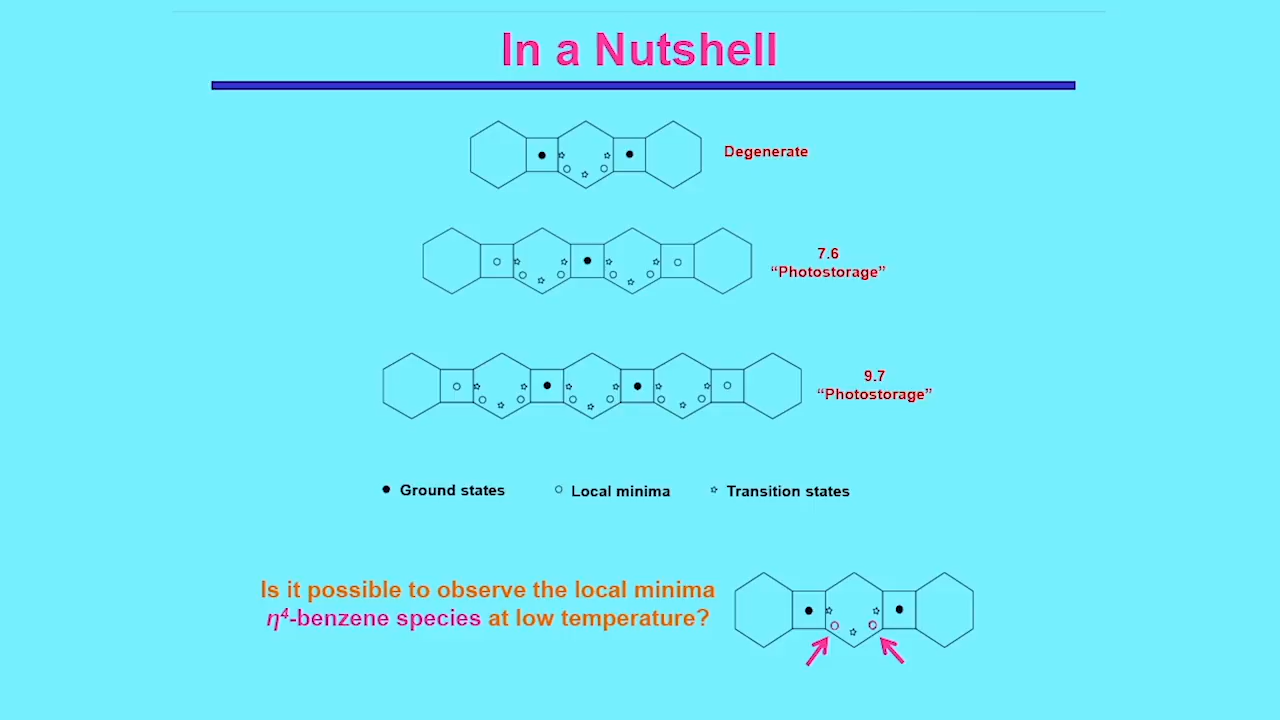 In a Nutshell
Degenerate
7.6
“Photostorage”
9.7
“Photostorage”
Ground states
Local minima
Transition states
Is it possible to observe the local minima
η⁴-benzene species at low temperature?